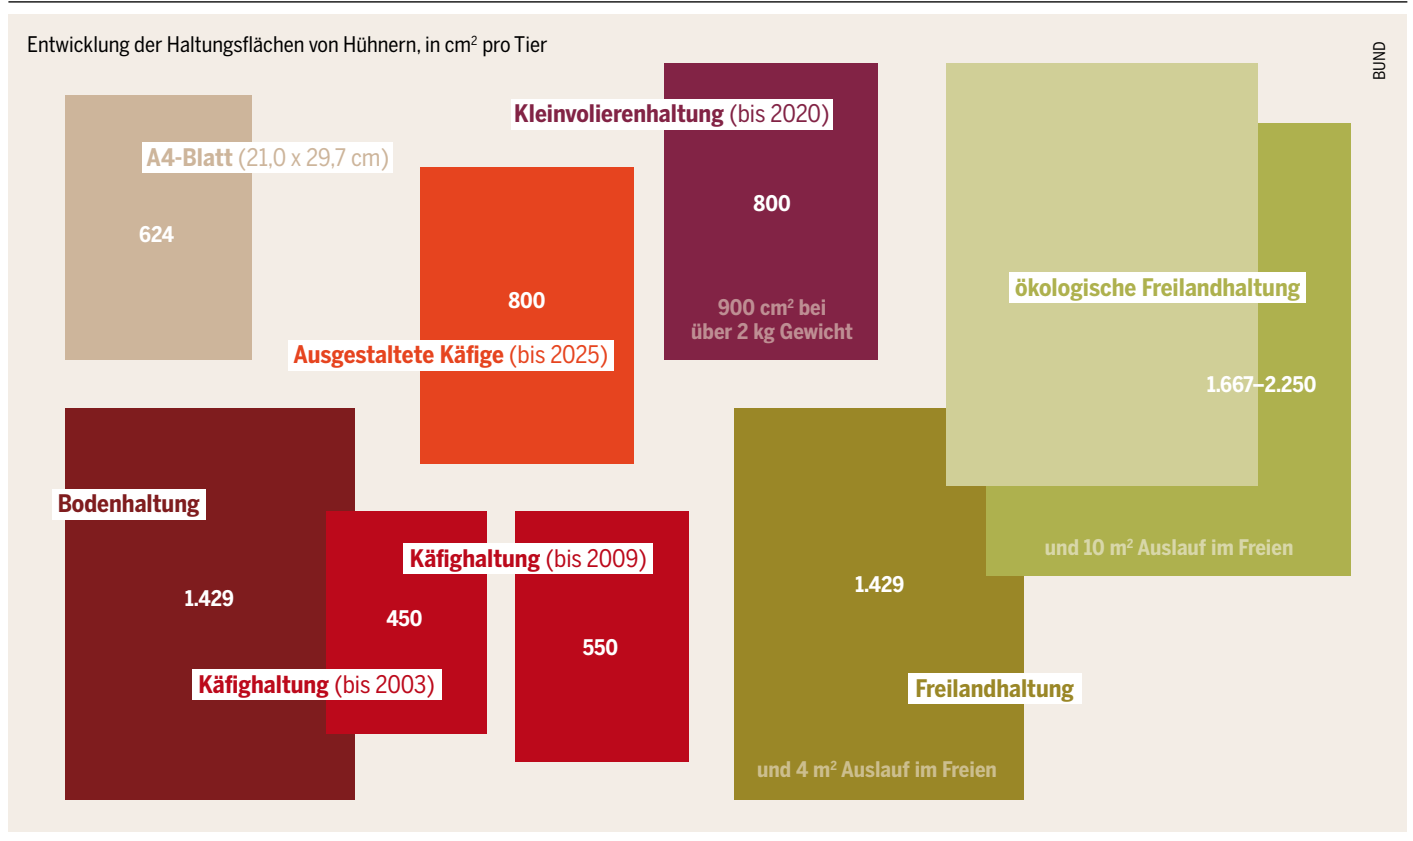 Entwicklung der Haltungsflächen von Hühnern, in cm² pro Tier
BUND
A4-Blatt (21,0 x 29,7 cm)
624
Ausgestaltete Käfige (bis 2025)
800
Kleinvolierenhaltung (bis 2020)
800
900 cm² bei
über 2 kg Gewicht
ökologische Freilandhaltung
1.667–2.250
und 10 m² Auslauf im Freien
Bodenhaltung
1.429
Käfighaltung (bis 2003)
450
Käfighaltung (bis 2009)
550
Freilandhaltung
1.429
und 4 m² Auslauf im Freien